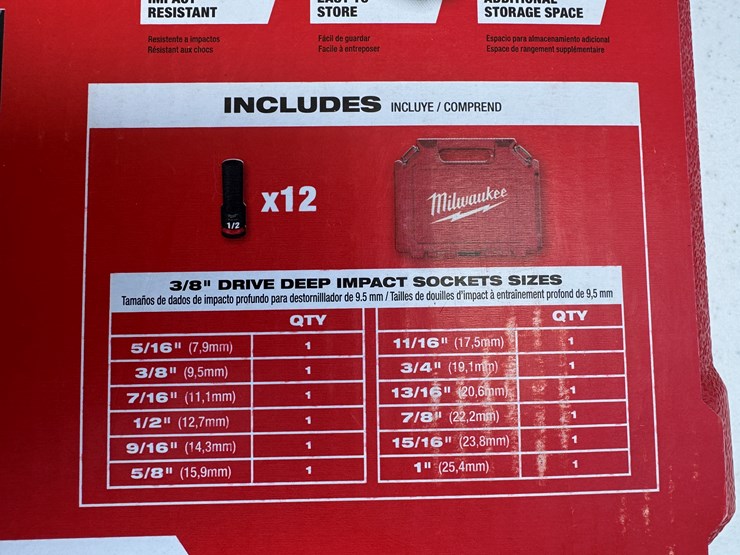 RESISTANT
STORE
STORAGE SPACE
Resistente a impactos
Résistant aux chocs
Fácil de guardar
Facile à entreposer
Espacio para almacenamiento adicional
Espace de rangement supplémentaire
INCLUDES INCLUYE / COMPREND
1/2
x12
Milwaukee
3/8" DRIVE DEEP IMPACT SOCKETS SIZES
Tamaños de dados de impacto profundo para destornilllador de 9.5 mm / Tailles de douilles d'impact à entraînement profond de 9,5 mm
QTY
5/16" (7,9mm) 1
3/8" (9,5mm) 1
7/16" (11,1mm) 1
1/2" (12,7mm) 1
9/16" (14,3mm) 1
5/8" (15,9mm) 1
QTY
11/16" (17,5mm) 1
3/4" (19,1mm) 1
13/16" (20,6mm) 1
7/8" (22,2mm) 1
15/16" (23,8mm) 1
1" (25,4mm) 1